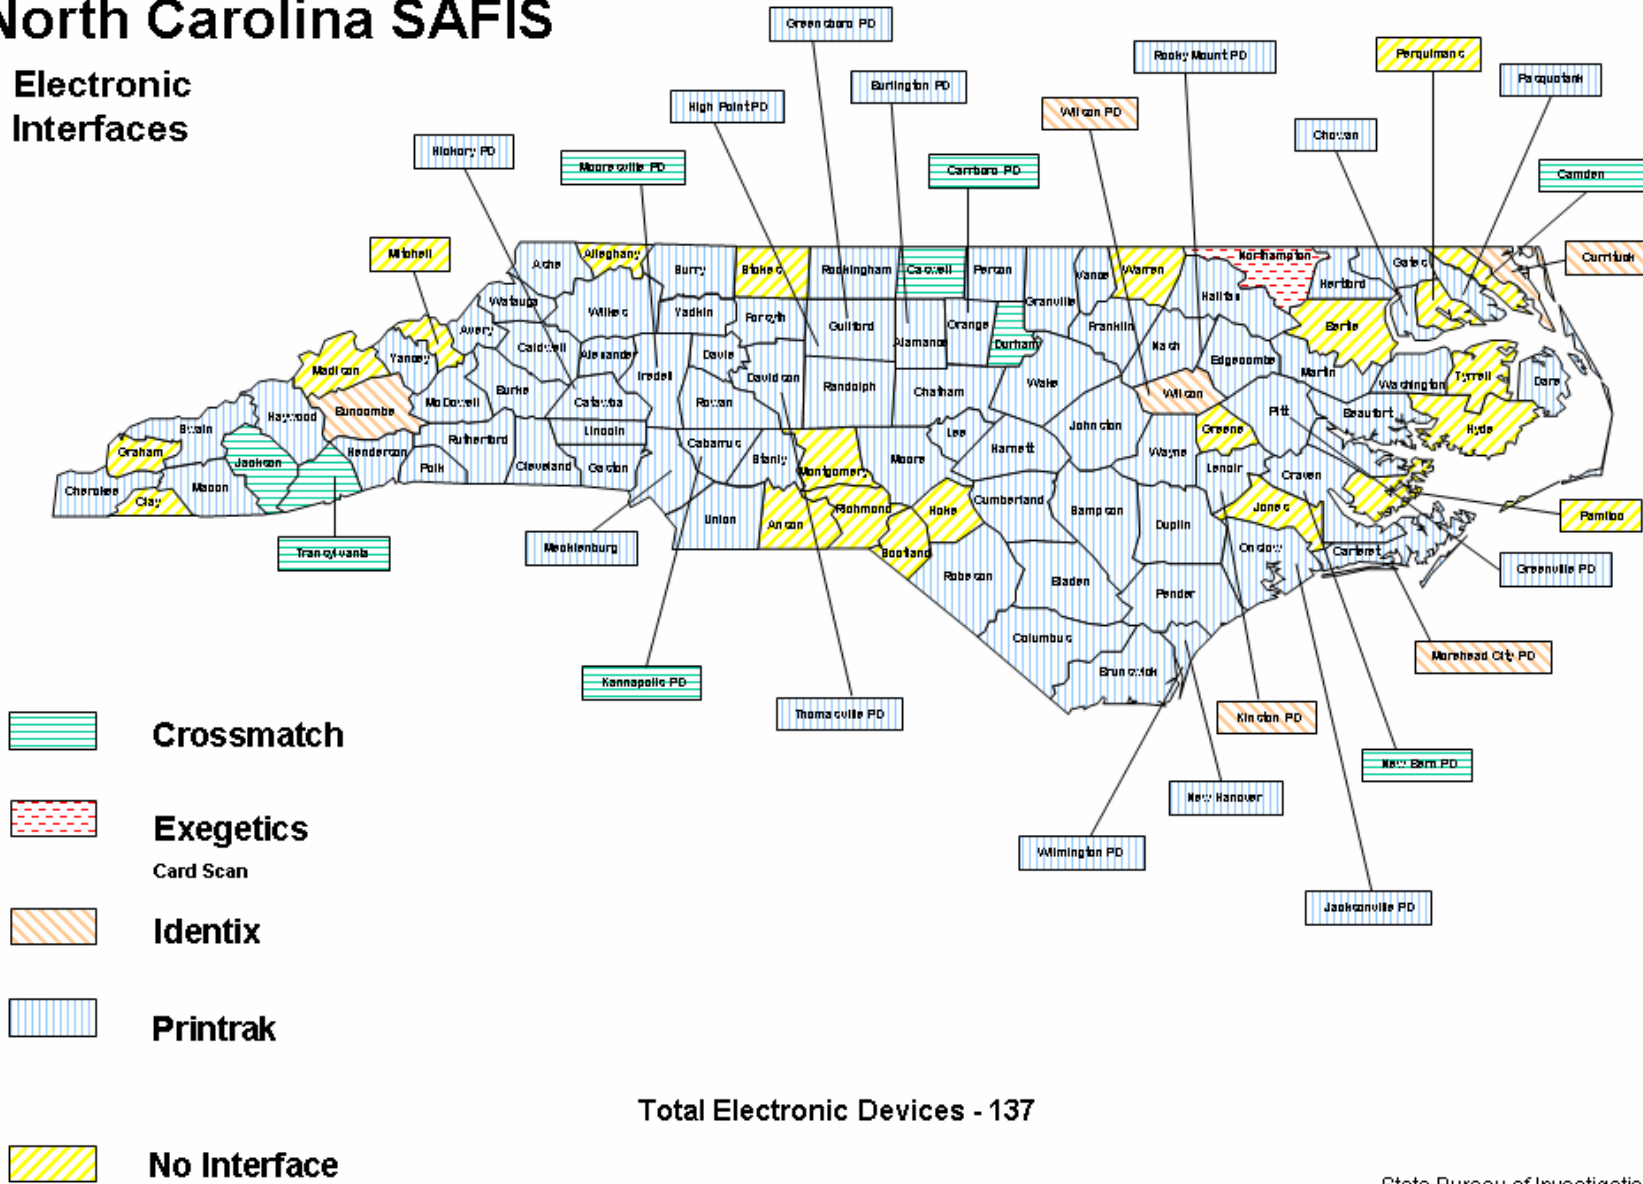 North Carolina SAFIS
Electronic
Interfaces
Greensboro PD
Rocky Mount PD
Perquimans
Pasquotank
Burlington PD
High Point PD
Wilson PD
Chowan
Hickory PD
Mooresville PD
Carrboro PD
Camden
Mitchell
Currituck
Ashe
Alleghany
Surry
Stokes
Rockingham
Caswell
Person
Granville
Vance
Warren
Northampton
Halifax
Hertford
Gates
Watauga
Wilkes
Yadkin
Forsyth
Guilford
Alamance
Orange
Durham
Franklin
Nash
Bertie
Avery
Caldwell
Alexander
Iredell
Davie
Davidson
Randolph
Chatham
Wake
Edgecombe
Martin
Washington
Tyrrell
Dare
Madison
Yancey
McDowell
Burke
Catawba
Rowan
Wilson
Pitt
Beaufort
Hyde
Buncombe
Haywood
Swain
Graham
Jackson
Henderson
Rutherford
Polk
Cleveland
Lincoln
Gaston
Cabarrus
Stanly
Montgomery
Moore
Lee
Harnett
Johnston
Wayne
Greene
Lenoir
Craven
Cherokee
Clay
Macon
Union
Anson
Richmond
Scotland
Hoke
Cumberland
Sampson
Duplin
Jones
Onslow
Carteret
Pamlico
Transylvania
Mecklenburg
Robeson
Bladen
Pender
Greenville PD
Columbus
Brunswick
Morehead City PD
Kannapolis PD
Thomasville PD
Kinston PD
New Bern PD
New Hanover
Wilmington PD
Jacksonville PD
Crossmatch
Exegetics
Card Scan
Identix
Printrak
Total Electronic Devices - 137
No Interface
State Bureau of Investigatio